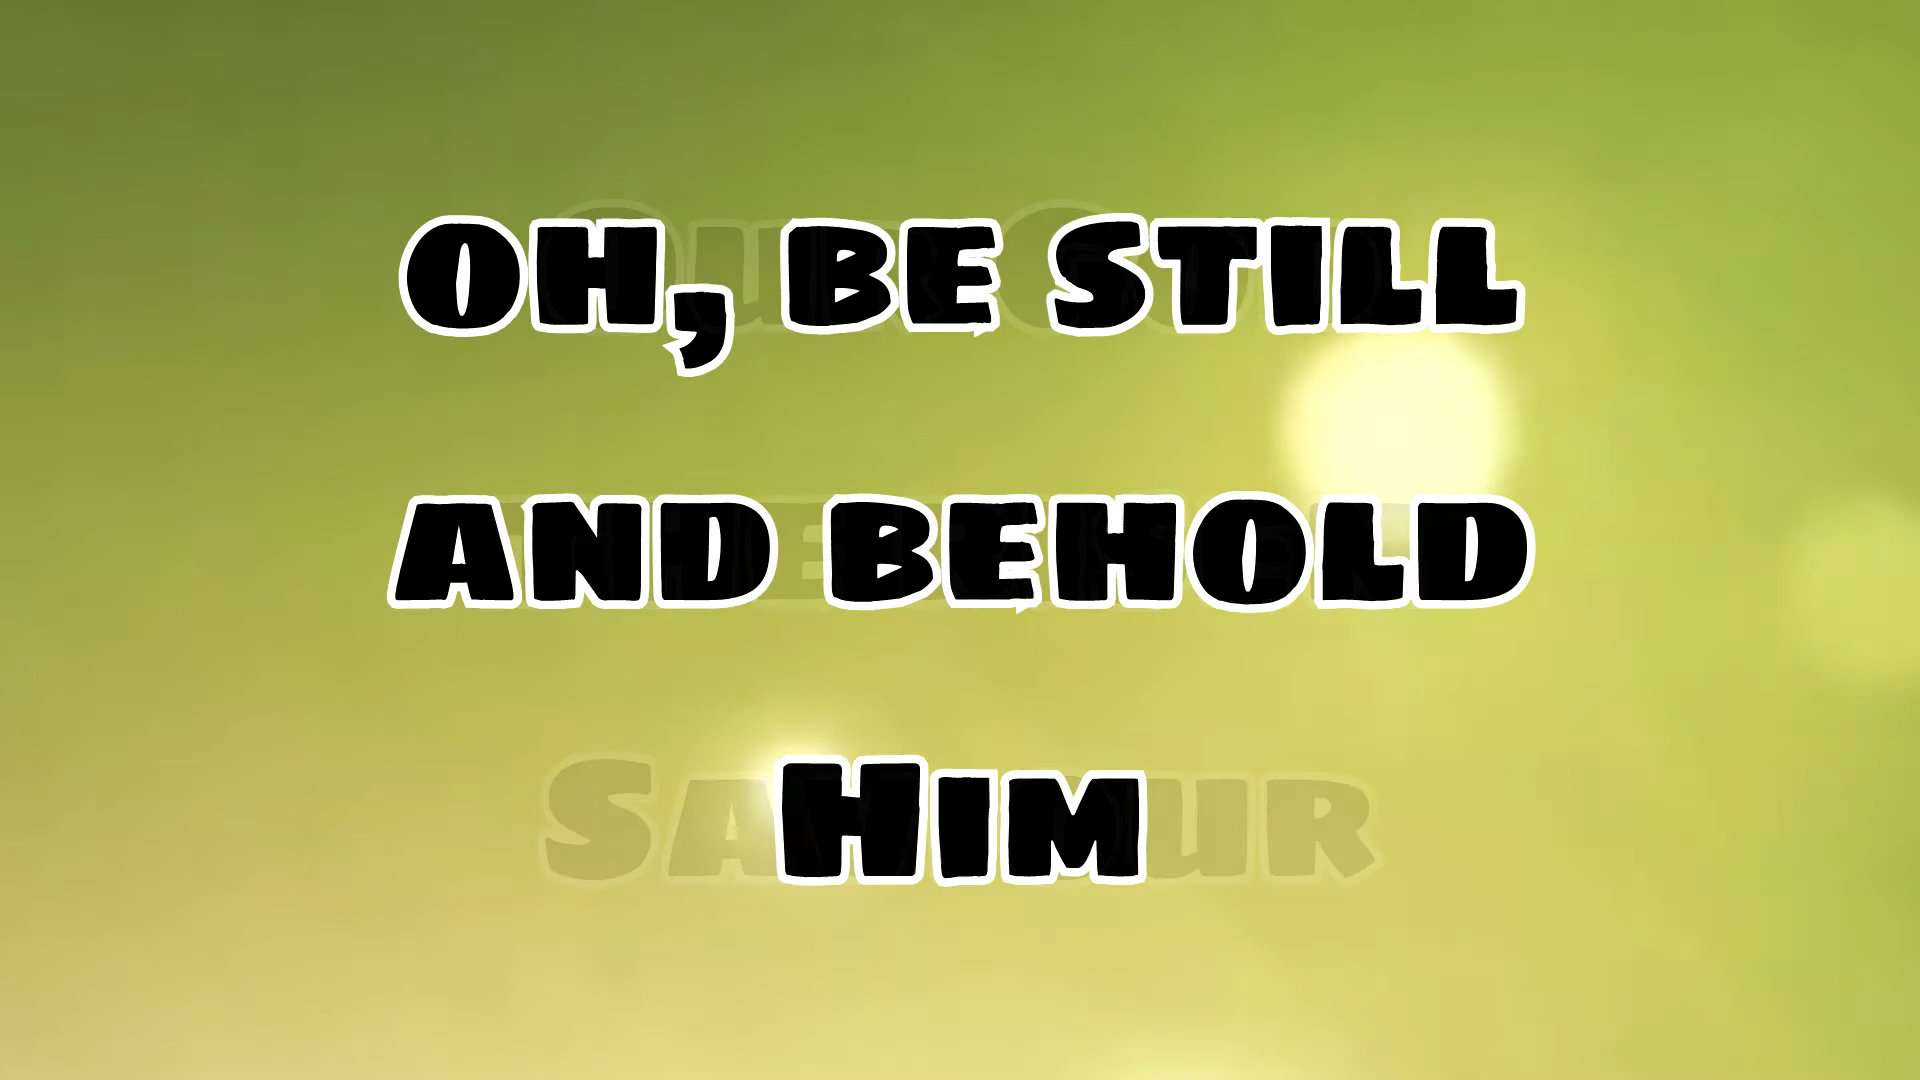 Oh, be still
and behold
Him